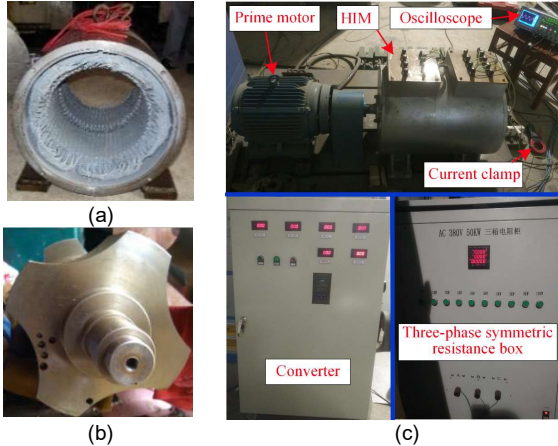 Prime motor
HIM
Oscilloscope
Current clamp
(a)
AC 380V 50KW 三相电阻柜
Three-phase symmetric
resistance box
Converter
(b)
(c)